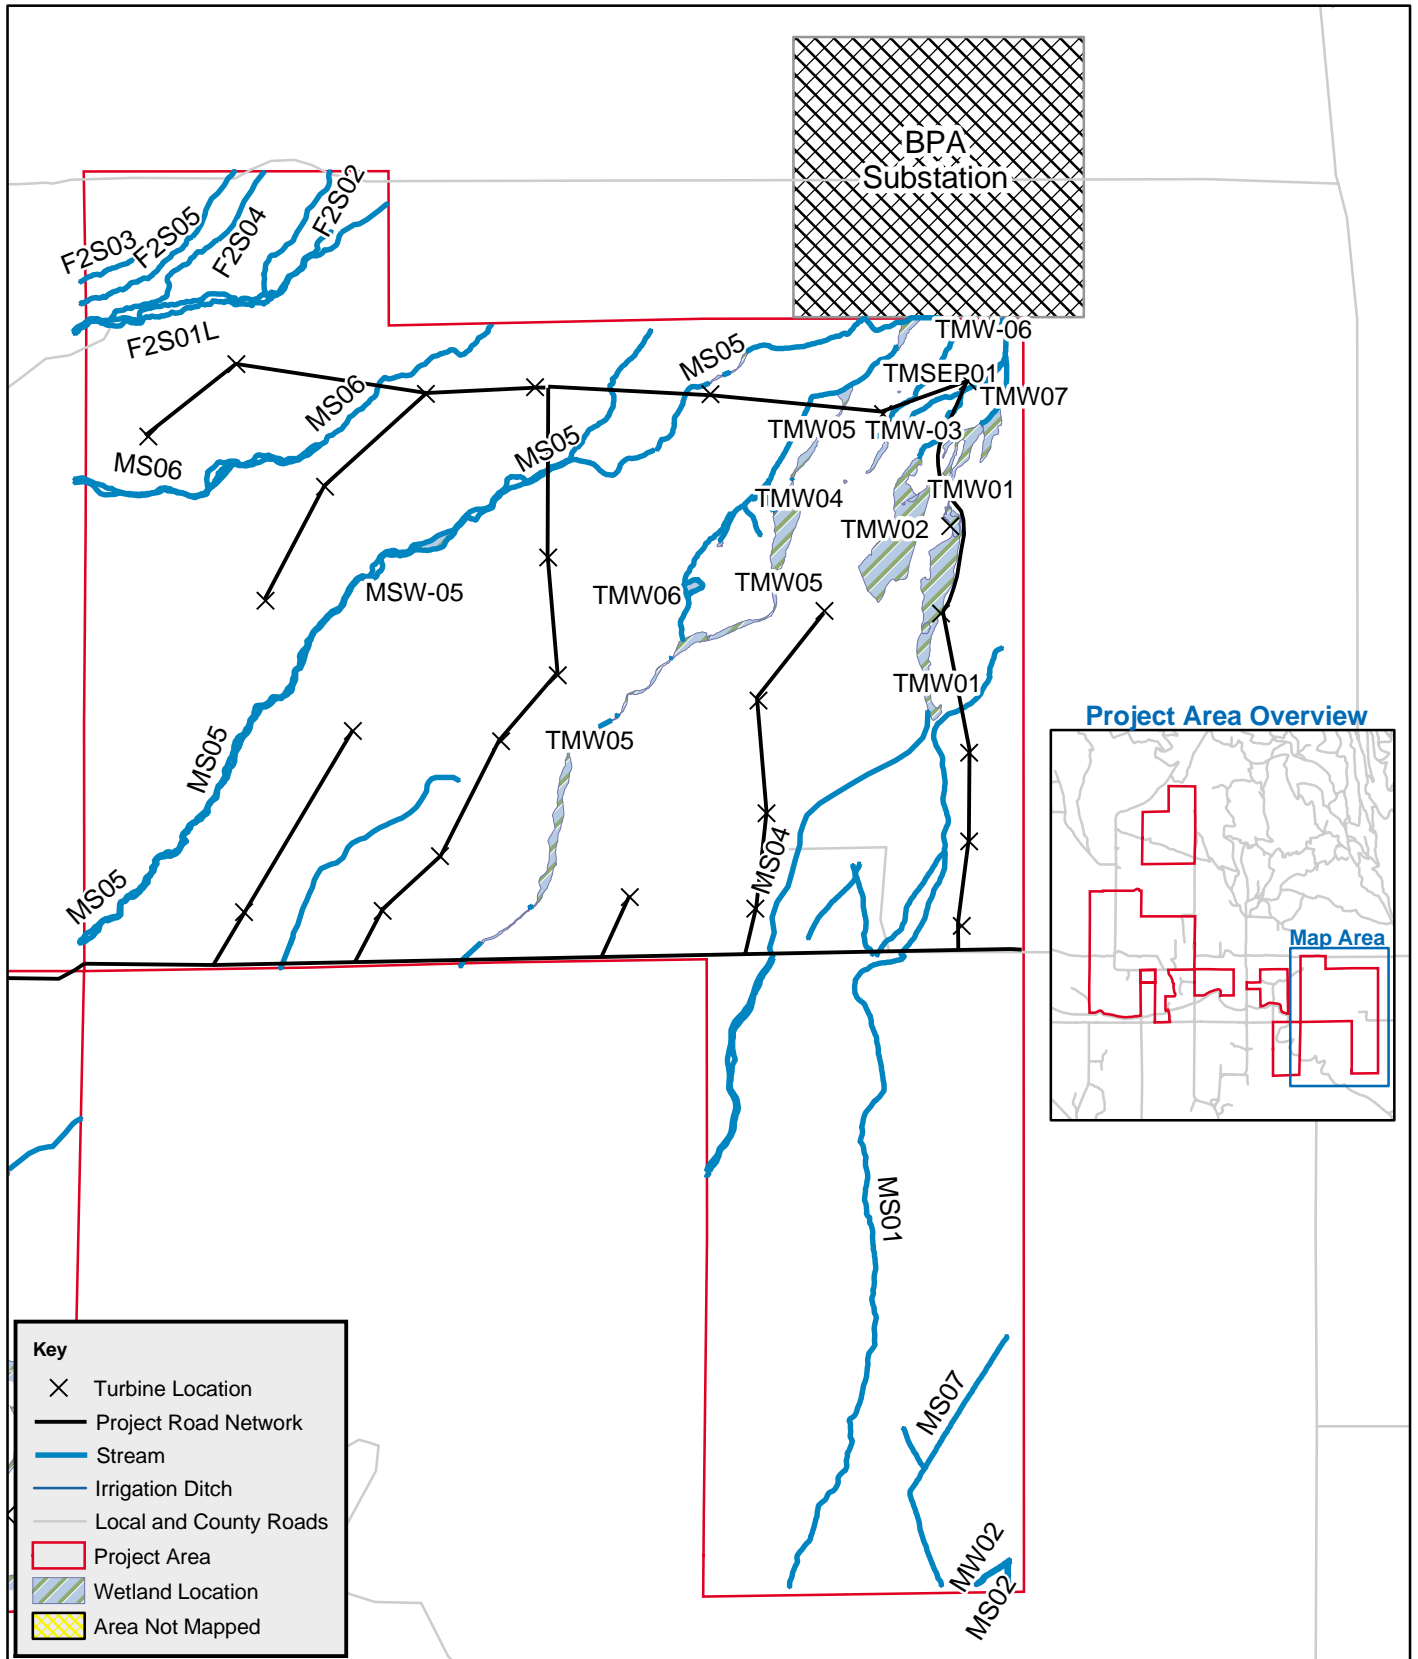 BPA
Substation
F2S03
F2S05
F2S04
F2S02
F2S01L
TMW-06
MS05
TMSEP01
TMW07
MS06
TMW05
TMW-03
MS06
MS05
TMW04
TMW01
TMW02
MSW-05
TMW06
TMW05
TMW01
MS05
TMW05
MS04
MS05
Project Area Overview
Map Area
MS01
MS07
MW02
MS02
Key
Turbine Location
Project Road Network
Stream
Irrigation Ditch
Local and County Roads
Project Area
Wetland Location
Area Not Mapped